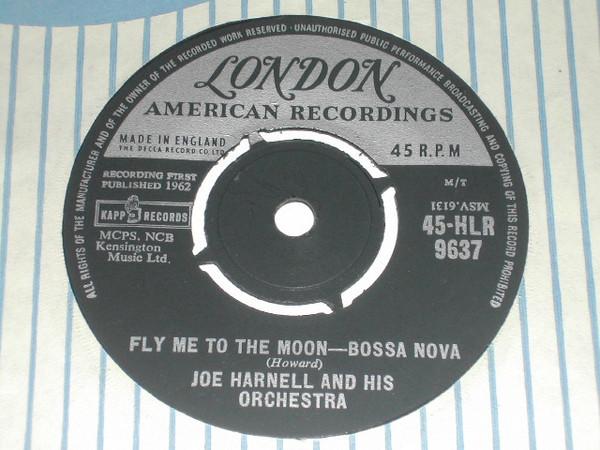 ALL RIGHTS OF THE MANUFACTURER AND OF THE OWNER OF THE RECORDED WORK RESERVED · UNAUTHORISED PUBLIC PERFORMANCE BROADCASTING AND COPYING OF THIS RECORD PROHIBITED
LONDON
AMERICAN RECORDINGS
MADE IN ENGLAND
THE DECCA RECORD CO LTD
45 R.P.M
RECORDING FIRST
PUBLISHED 1962
M/T
KAPP RECORDS
MSV.6131
MCPS, NCB
Kensington
Music Ltd.
45-HLR
9637
FLY ME TO THE MOON—BOSSA NOVA
(Howard)
JOE HARNELL AND HIS
ORCHESTRA